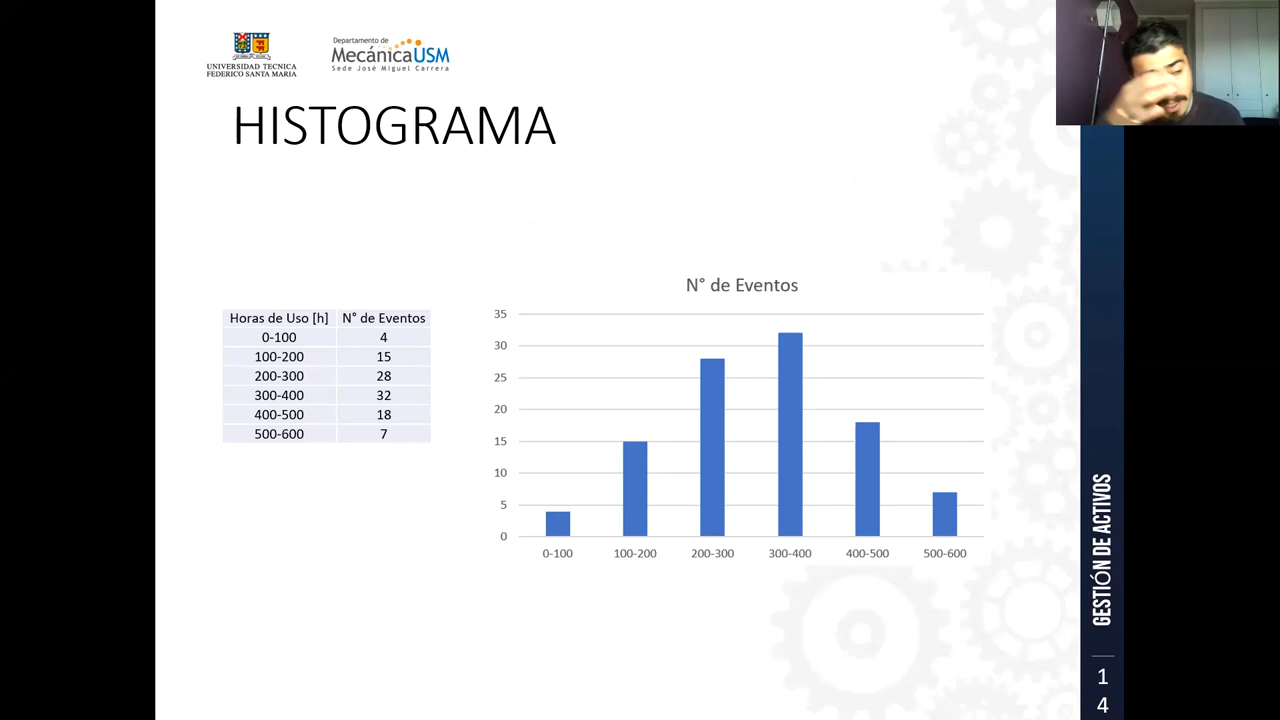 UNIVERSIDAD TECNICA
FEDERICO SANTA MARIA
Departamento de
MecánicaUSM
Sede José Miguel Carrera
HISTOGRAMA
Horas de Uso [h] N° de Eventos
0-100 4
100-200 15
200-300 28
300-400 32
400-500 18
500-600 7
N° de Eventos
35
30
25
20
15
10
5
0
0-100 100-200 200-300 300-400 400-500 500-600
GESTIÓN DE ACTIVOS
1
4